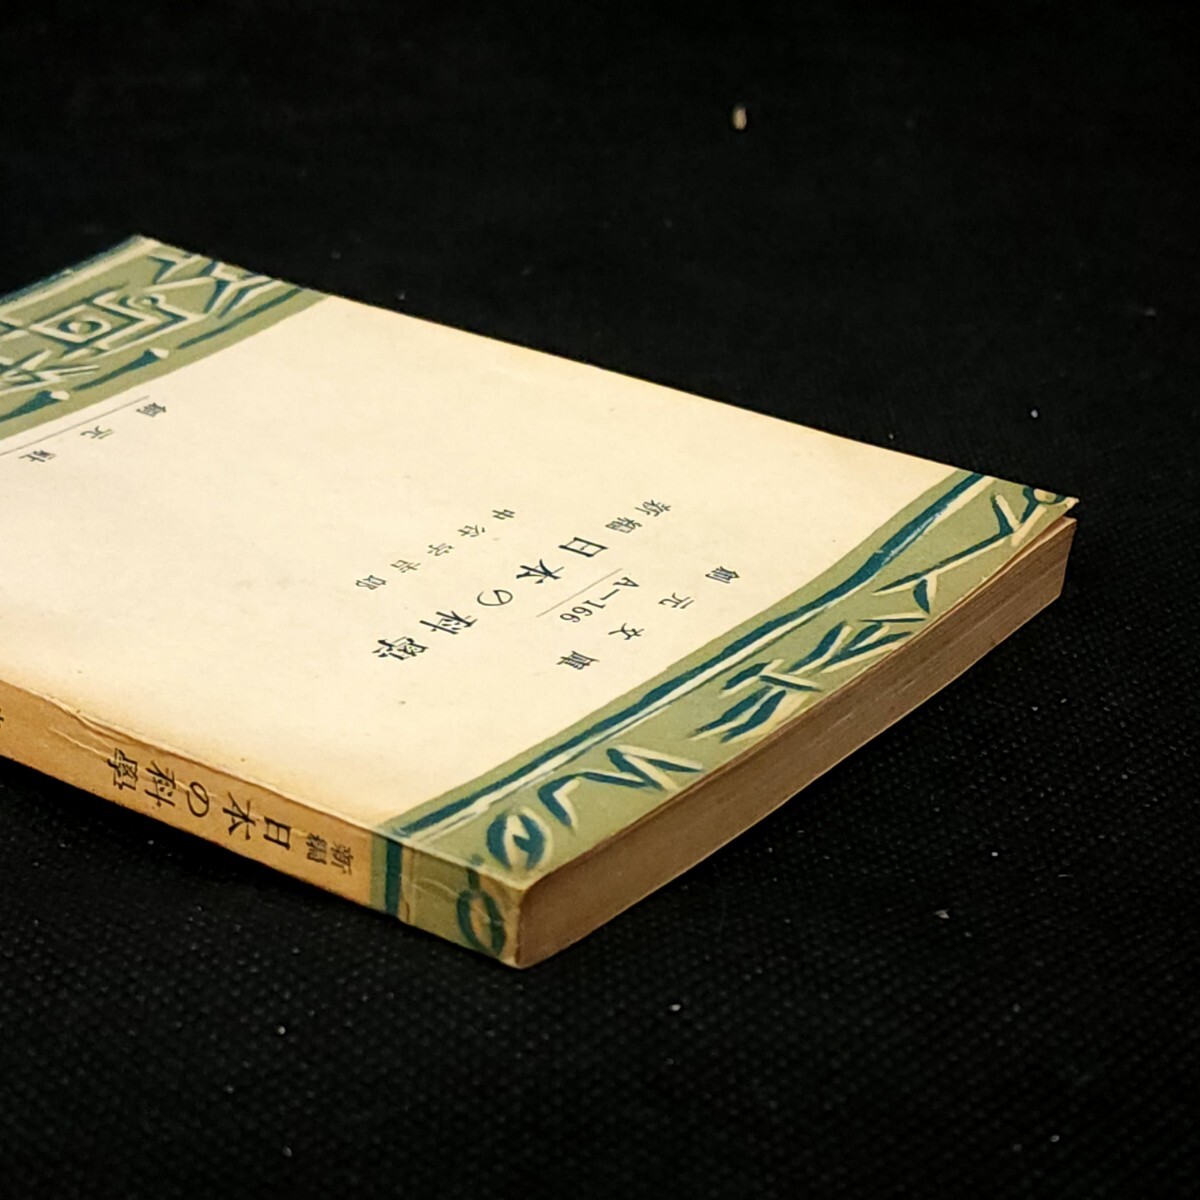 創元文庫
A—166
新編 日本の科學
中谷宇吉郎
創元社
新編 日本の科學